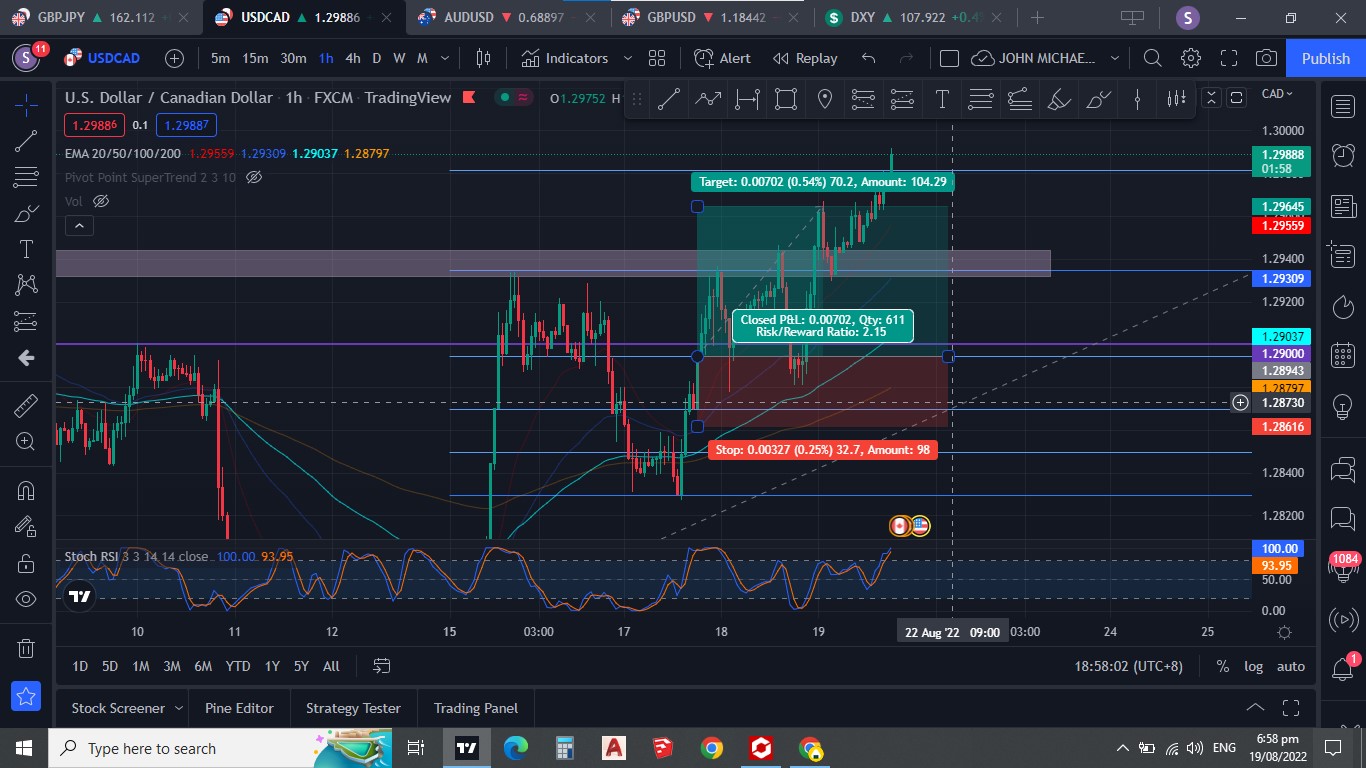 GBPJPY ▲ 162.112 +
USDCAD ▲ 1.29886 +
AUDUSD ▼ 0.68897
GBPUSD ▼ 1.18442
$ DXY ▲ 107.922 +0.4
S
S 11 USDCAD 5m 15m 30m 1h 4h D W M Indicators Alert Replay JOHN MICHAE... Publish
U.S. Dollar / Canadian Dollar · 1h · FXCM · TradingView O1.29752 H
CAD
1.29886 0.1 1.29887
EMA 20/50/100/200 1.29559 1.29309 1.29037 1.28797
Pivot Point SuperTrend 2 3 10
Vol
1.30000
1.29888
01:58
1.29645
1.29559
1.29400
1.29309
1.29200
1.29037
1.29000
1.28943
1.28797
1.28730
1.28616
1.28400
1.28200
Target: 0.00702 (0.54%) 70.2, Amount: 104.29
Closed P&L: 0.00702, Qty: 611
Risk/Reward Ratio: 2.15
Stop: 0.00327 (0.25%) 32.7, Amount: 98
Stoch RSI 3 3 14 14 close 100.00 93.95
100.00
93.95
50.00
0.00
10 11 12 15 03:00 17 18 19 22 Aug '22 09:00 03:00 24 25
1D 5D 1M 3M 6M YTD 1Y 5Y All 18:58:02 (UTC+8) % log auto
Stock Screener Pine Editor Strategy Tester Trading Panel
1084
1
Type here to search
ENG
6:58 pm
19/08/2022